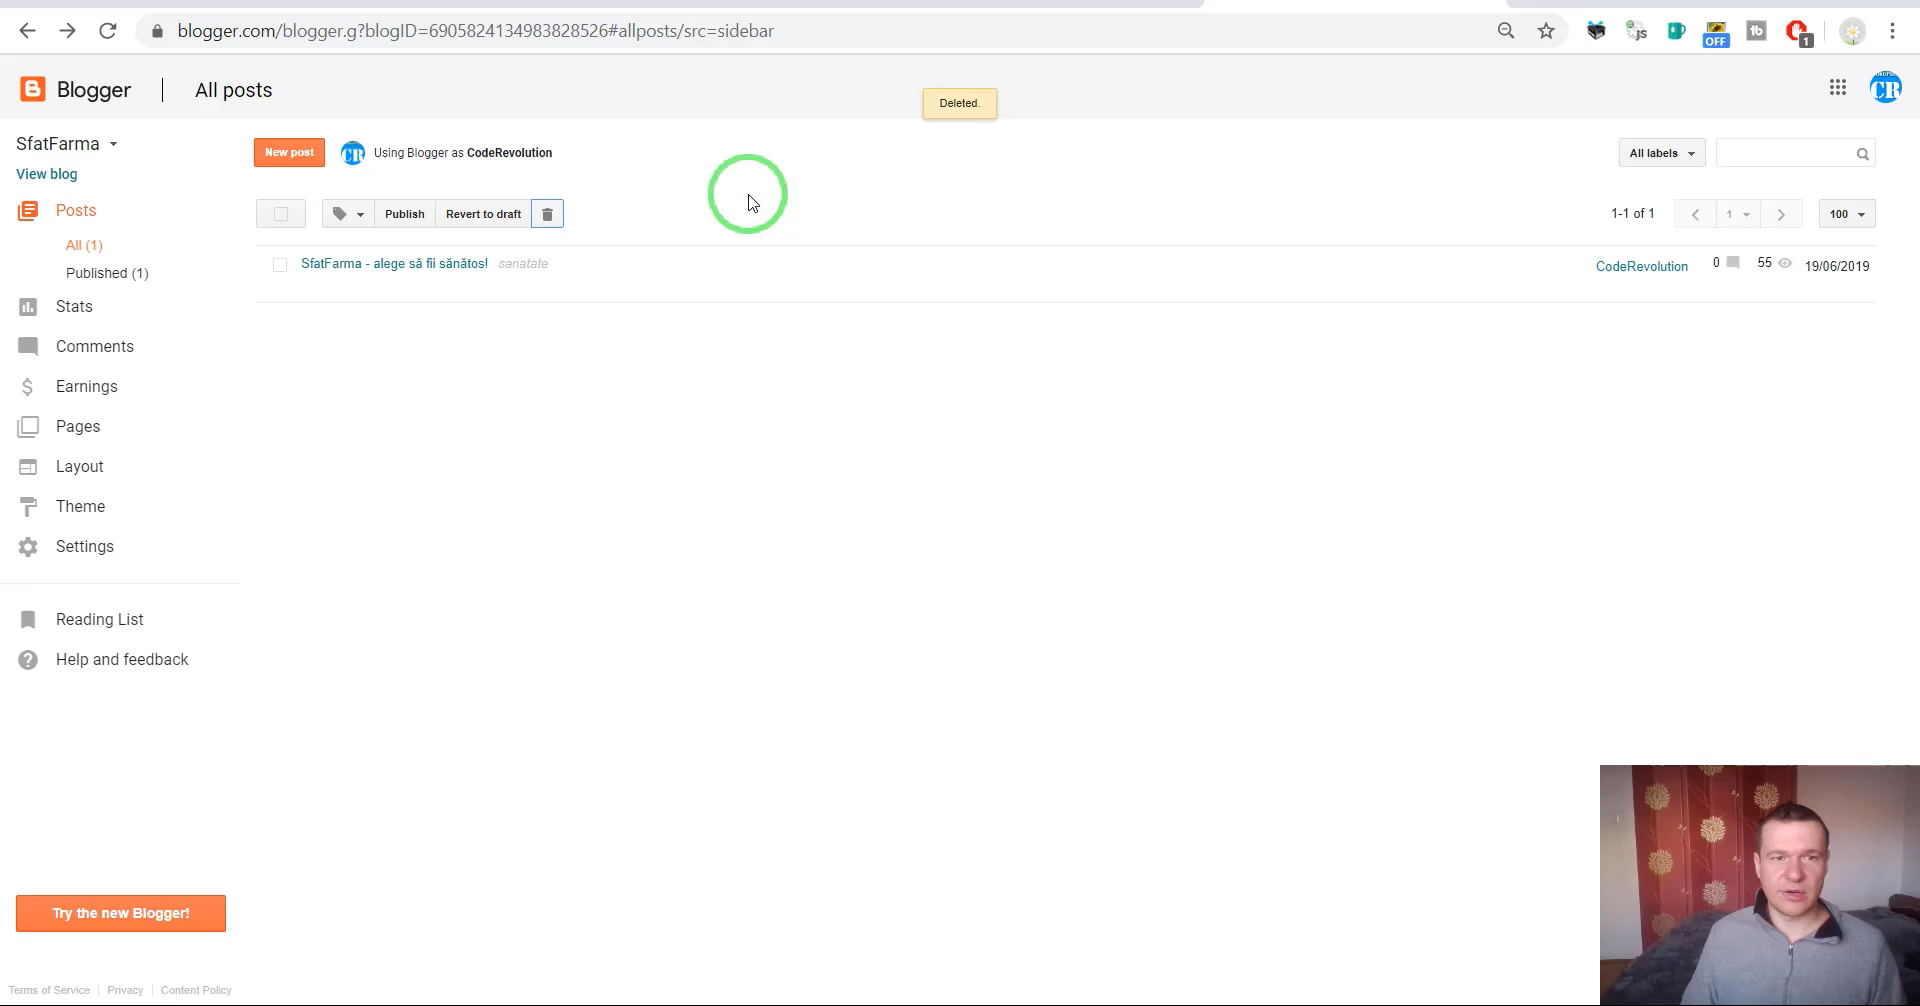 blogger.com/blogger.g?blogID=6905824134983828526#allposts/src=sidebar
JS
OFF
1
Blogger
All posts
Deleted.
SfatFarma
View blog
New post
Using Blogger as CodeRevolution
All labels
Posts
Publish
Revert to draft
1-1 of 1
1
100
All (1)
Published (1)
SfatFarma - alege să fii sănătos! sanatate
CodeRevolution
0
55
19/06/2019
Stats
Comments
Earnings
Pages
Layout
Theme
Settings
Reading List
Help and feedback
Try the new Blogger!
Terms of Service
Privacy
Content Policy